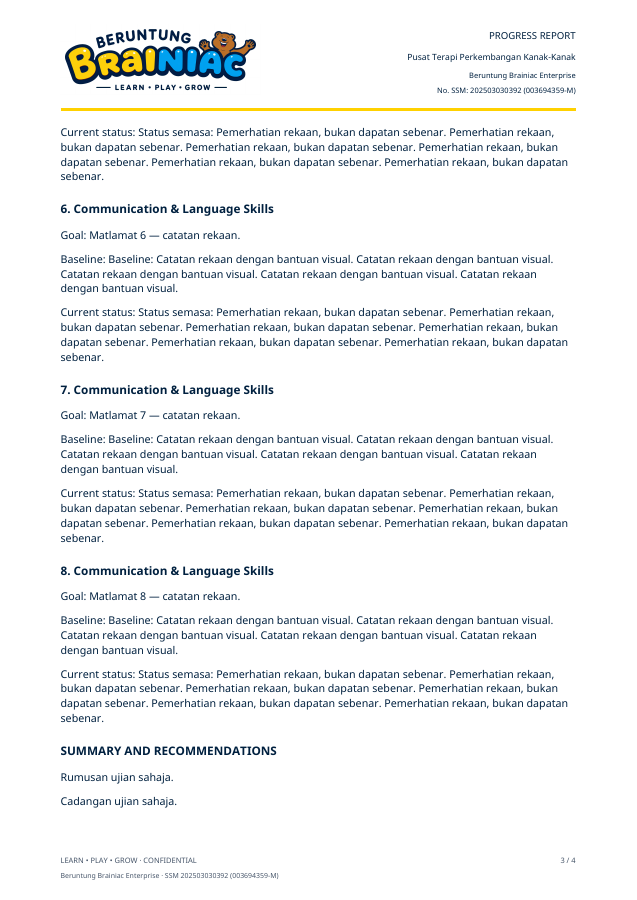 BERUNTUNG
BRAINIAC
LEARN • PLAY • GROW
PROGRESS REPORT
Pusat Terapi Perkembangan Kanak-Kanak
Beruntung Brainiac Enterprise
No. SSM: 202503030392 (003694359-M)
Current status: Status semasa: Pemerhatian rekaan, bukan dapatan sebenar. Pemerhatian rekaan,
bukan dapatan sebenar. Pemerhatian rekaan, bukan dapatan sebenar. Pemerhatian rekaan, bukan
dapatan sebenar. Pemerhatian rekaan, bukan dapatan sebenar. Pemerhatian rekaan, bukan dapatan
sebenar.
6. Communication & Language Skills
Goal: Matlamat 6 — catatan rekaan.
Baseline: Baseline: Catatan rekaan dengan bantuan visual. Catatan rekaan dengan bantuan visual.
Catatan rekaan dengan bantuan visual. Catatan rekaan dengan bantuan visual. Catatan rekaan
dengan bantuan visual.
Current status: Status semasa: Pemerhatian rekaan, bukan dapatan sebenar. Pemerhatian rekaan,
bukan dapatan sebenar. Pemerhatian rekaan, bukan dapatan sebenar. Pemerhatian rekaan, bukan
dapatan sebenar. Pemerhatian rekaan, bukan dapatan sebenar. Pemerhatian rekaan, bukan dapatan
sebenar.
7. Communication & Language Skills
Goal: Matlamat 7 — catatan rekaan.
Baseline: Baseline: Catatan rekaan dengan bantuan visual. Catatan rekaan dengan bantuan visual.
Catatan rekaan dengan bantuan visual. Catatan rekaan dengan bantuan visual. Catatan rekaan
dengan bantuan visual.
Current status: Status semasa: Pemerhatian rekaan, bukan dapatan sebenar. Pemerhatian rekaan,
bukan dapatan sebenar. Pemerhatian rekaan, bukan dapatan sebenar. Pemerhatian rekaan, bukan
dapatan sebenar. Pemerhatian rekaan, bukan dapatan sebenar. Pemerhatian rekaan, bukan dapatan
sebenar.
8. Communication & Language Skills
Goal: Matlamat 8 — catatan rekaan.
Baseline: Baseline: Catatan rekaan dengan bantuan visual. Catatan rekaan dengan bantuan visual.
Catatan rekaan dengan bantuan visual. Catatan rekaan dengan bantuan visual. Catatan rekaan
dengan bantuan visual.
Current status: Status semasa: Pemerhatian rekaan, bukan dapatan sebenar. Pemerhatian rekaan,
bukan dapatan sebenar. Pemerhatian rekaan, bukan dapatan sebenar. Pemerhatian rekaan, bukan
dapatan sebenar. Pemerhatian rekaan, bukan dapatan sebenar. Pemerhatian rekaan, bukan dapatan
sebenar.
SUMMARY AND RECOMMENDATIONS
Rumusan ujian sahaja.
Cadangan ujian sahaja.
LEARN • PLAY • GROW · CONFIDENTIAL
3 / 4
Beruntung Brainiac Enterprise · SSM 202503030392 (003694359-M)